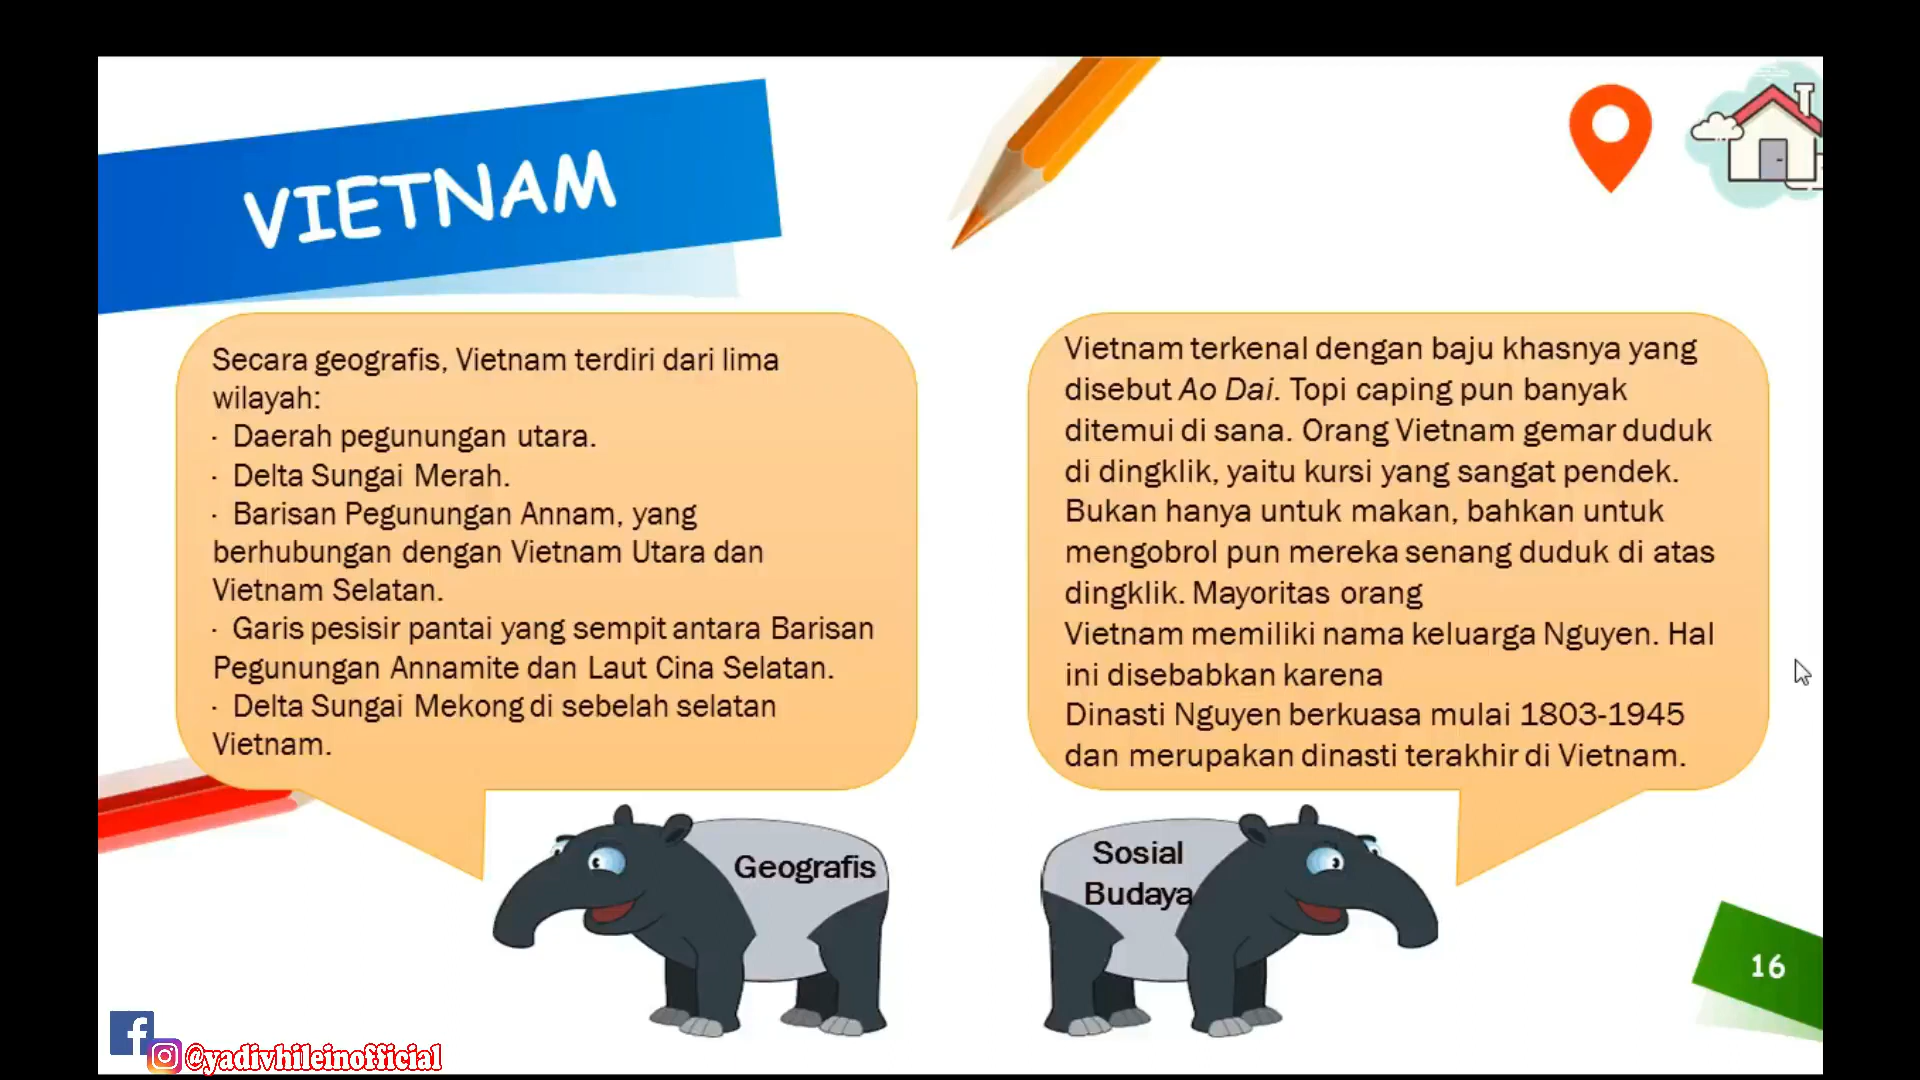 VIETNAM
Secara geografis, Vietnam terdiri dari lima
wilayah:
· Daerah pegunungan utara.
· Delta Sungai Merah.
· Barisan Pegunungan Annam, yang
berhubungan dengan Vietnam Utara dan
Vietnam Selatan.
· Garis pesisir pantai yang sempit antara Barisan
Pegunungan Annamite dan Laut Cina Selatan.
· Delta Sungai Mekong di sebelah selatan
Vietnam.
Geografis
Vietnam terkenal dengan baju khasnya yang
disebut Ao Dai. Topi caping pun banyak
ditemui di sana. Orang Vietnam gemar duduk
di dingklik, yaitu kursi yang sangat pendek.
Bukan hanya untuk makan, bahkan untuk
mengobrol pun mereka senang duduk di atas
dingklik. Mayoritas orang
Vietnam memiliki nama keluarga Nguyen. Hal
ini disebabkan karena
Dinasti Nguyen berkuasa mulai 1803-1945
dan merupakan dinasti terakhir di Vietnam.
Sosial
Budaya
16
@yadivhileinofficial